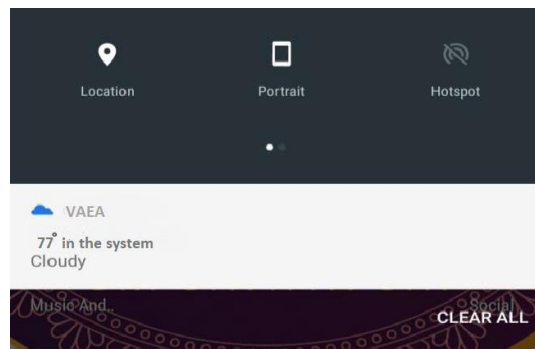 Location Portrait Hotspot
VAEA
77° in the system
Cloudy
Music And.. Social
CLEAR ALL